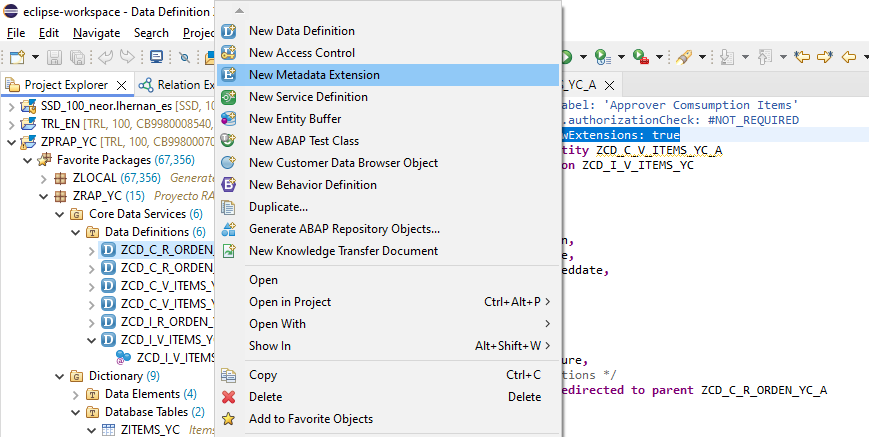 eclipse-workspace - Data Definition
File Edit Navigate Search Proj
Project Explorer
Relation Ex
YC_A
SSD_100_neor.lhernan_es [SSD, 10
TRL_EN [TRL, 100, CB9980008540,
ZPRAP_YC [TRL, 100, CB99800070
Favorite Packages (67,356)
ZLOCAL (67,356) Generate
ZRAP_YC (15) Proyecto RA
Core Data Services (6)
Data Definitions (6)
ZCD_C_R_ORDEN_
ZCD_C_R_ORDEN_
ZCD_C_V_ITEMS_Y
ZCD_C_V_ITEMS_Y
ZCD_I_R_ORDEN_
ZCD_I_V_ITEMS_YC
ZCD_I_V_ITEMS
Dictionary (9)
Data Elements (4)
Database Tables (2)
ZITEMS_YC Items
New Data Definition
New Access Control
New Metadata Extension
New Service Definition
New Entity Buffer
New ABAP Test Class
New Customer Data Browser Object
New Behavior Definition
Duplicate...
Generate ABAP Repository Objects...
New Knowledge Transfer Document
Open
Open in Project Ctrl+Alt+P
Open With
Show In Alt+Shift+W
Copy Ctrl+C
Delete Delete
Add to Favorite Objects
abel: 'Approver Comsumption Items'
.authorizationCheck: #NOT_REQUIRED
wExtensions: true
tity ZCD_C_V_ITEMS_YC_A
on ZCD_I_V_ITEMS_YC
n,
e,
eddate,
ure,
tions */
edirected to parent ZCD_C_R_ORDEN_YC_A